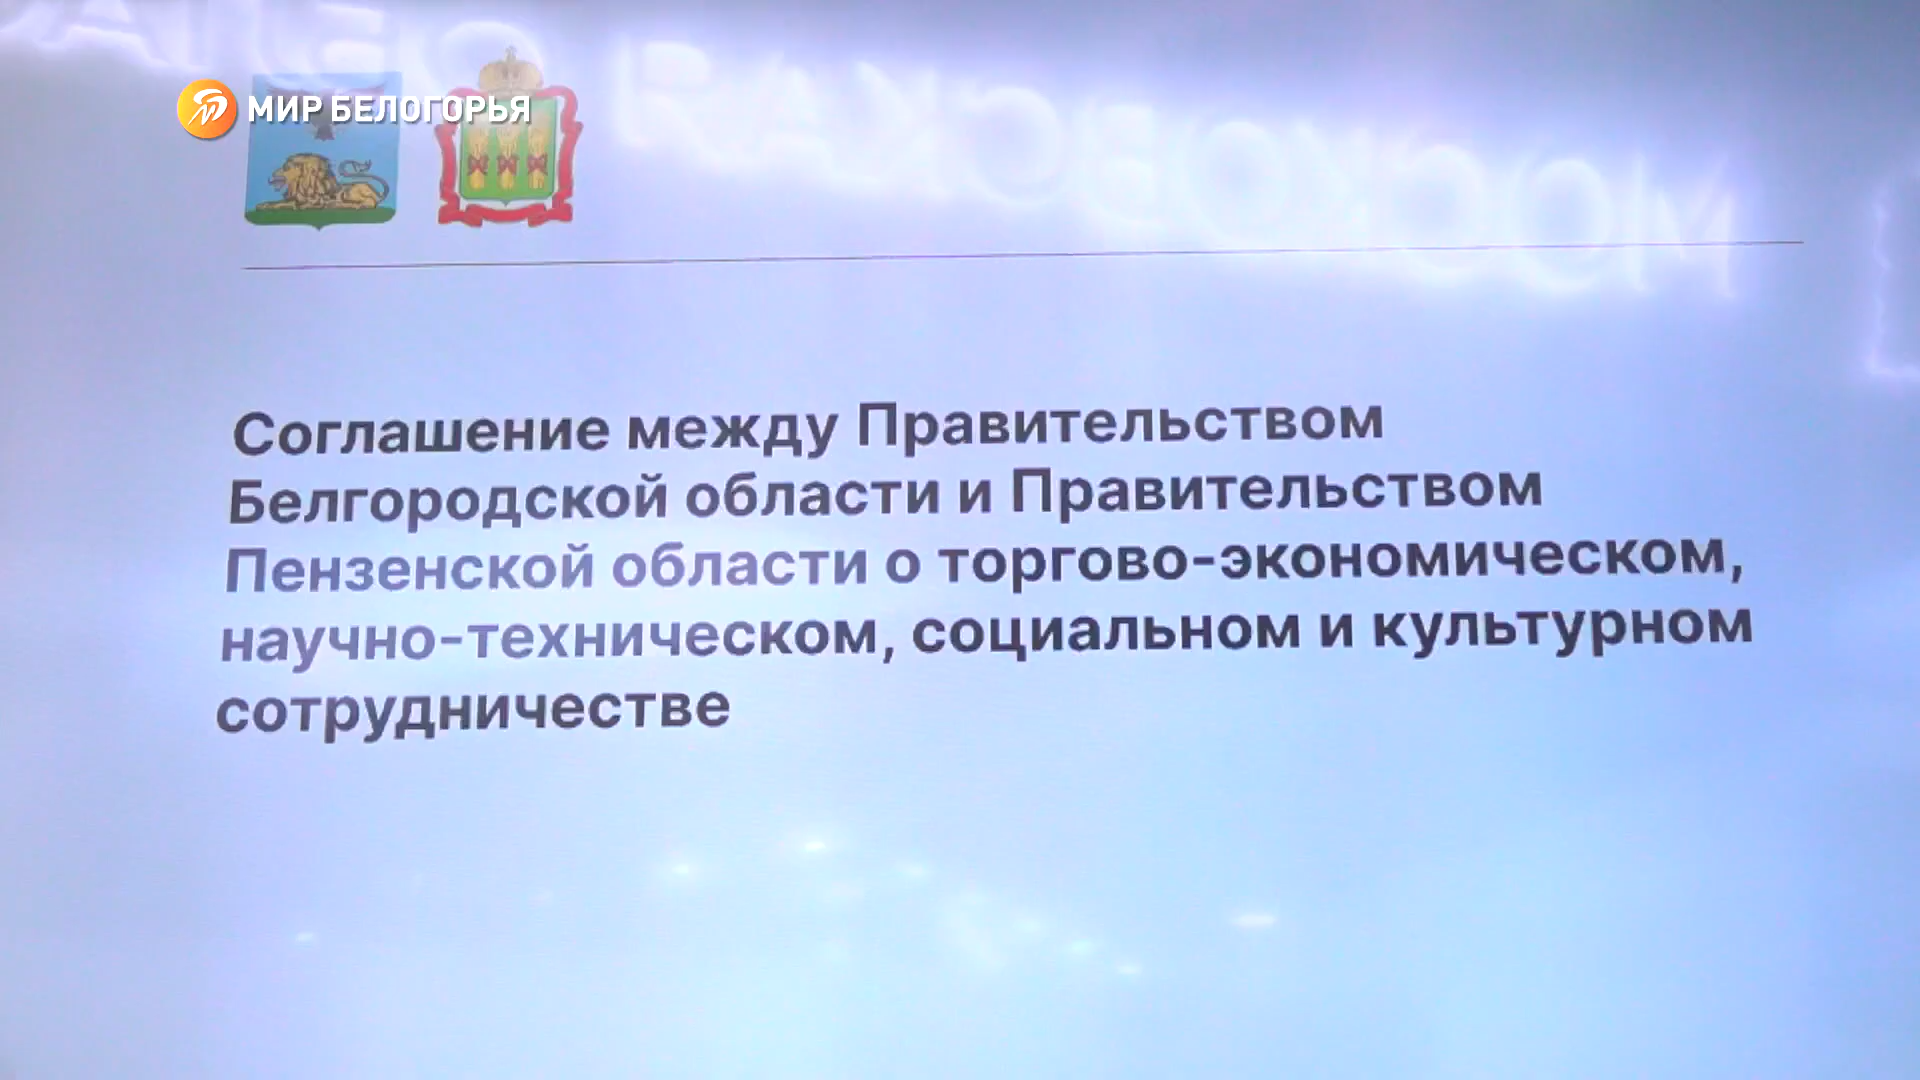 МИР БЕЛОГОРЬЯ
Соглашение между Правительством
Белгородской области и Правительством
Пензенской области о торгово-экономическом,
научно-техническом, социальном и культурном
сотрудничестве